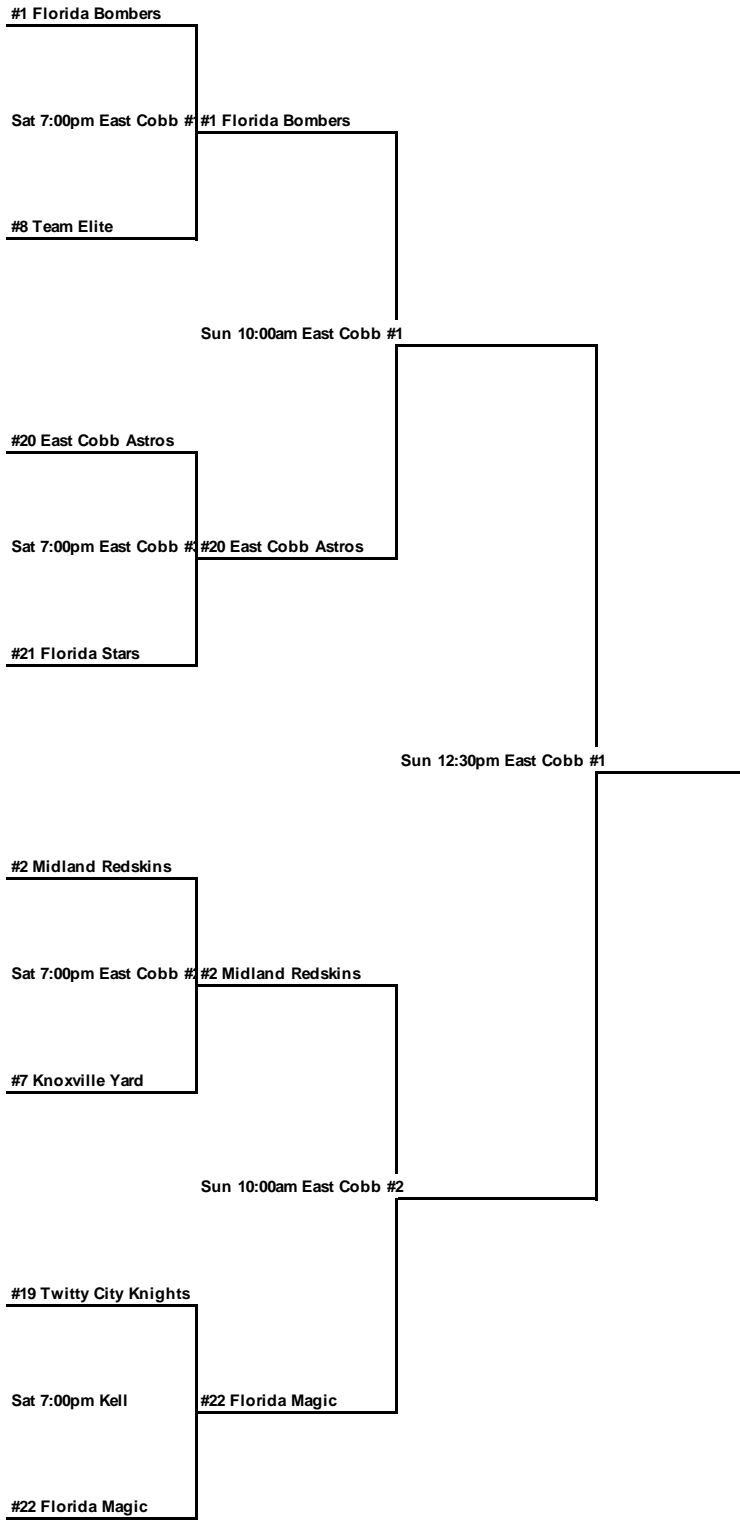 #1 Florida Bombers
Sat 7:00pm East Cobb #1
#1 Florida Bombers
#8 Team Elite
Sun 10:00am East Cobb #1
#20 East Cobb Astros
Sat 7:00pm East Cobb #3
#20 East Cobb Astros
#21 Florida Stars
Sun 12:30pm East Cobb #1
#2 Midland Redskins
Sat 7:00pm East Cobb #2
#2 Midland Redskins
#7 Knoxville Yard
Sun 10:00am East Cobb #2
#19 Twitty City Knights
Sat 7:00pm Kell
#22 Florida Magic
#22 Florida Magic